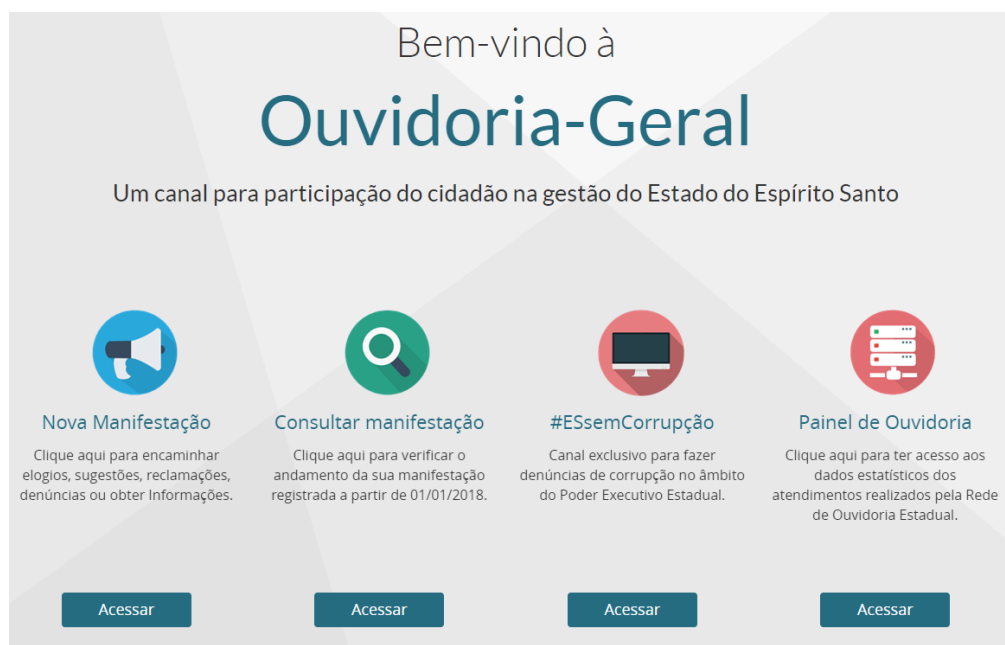 Bem-vindo à
Ouvidoria-Geral
Um canal para participação do cidadão na gestão do Estado do Espírito Santo
Nova Manifestação
Clique aqui para encaminhar
elogios, sugestões, reclamações,
denúncias ou obter Informações.
Acessar
Consultar manifestação
Clique aqui para verificar o
andamento da sua manifestação
registrada a partir de 01/01/2018.
Acessar
#ESsemCorrupção
Canal exclusivo para fazer
denúncias de corrupção no âmbito
do Poder Executivo Estadual.
Acessar
Painel de Ouvidoria
Clique aqui para ter acesso aos
dados estatísticos dos
atendimentos realizados pela Rede
de Ouvidoria Estadual.
Acessar